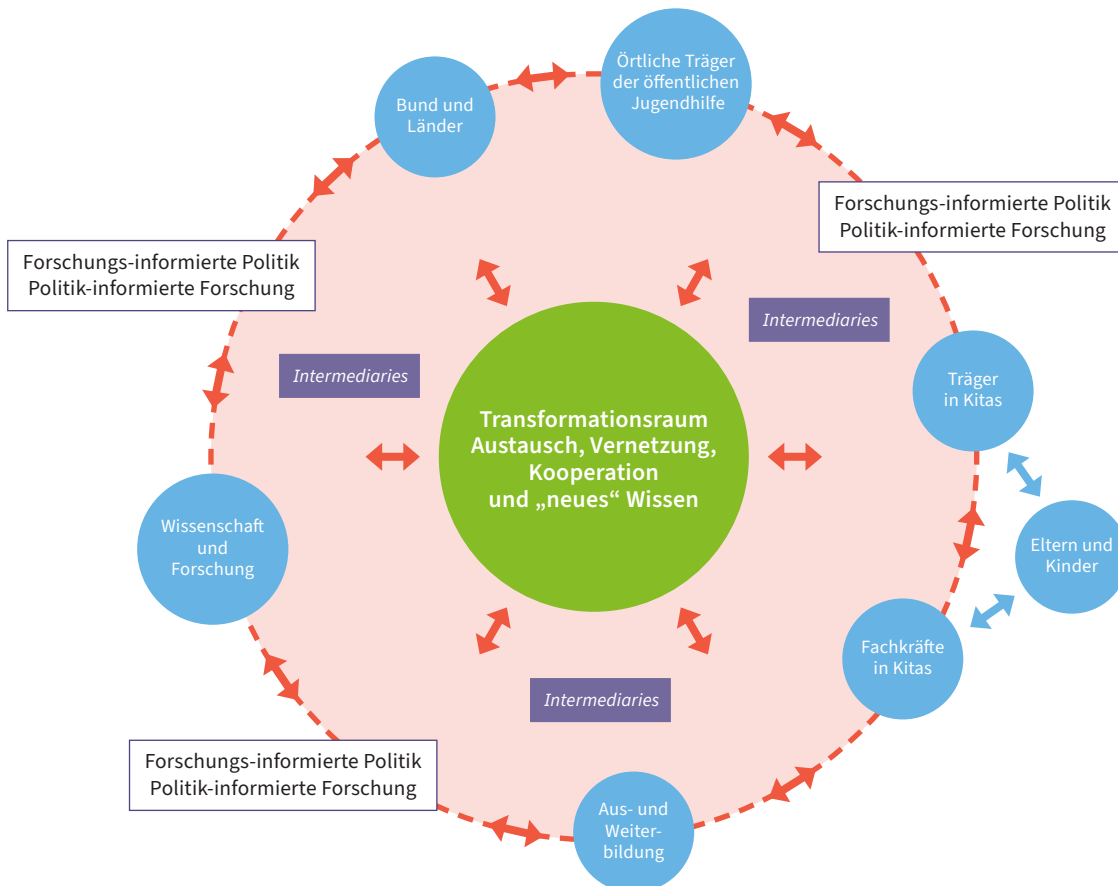 Örtliche Träger
der öffentlichen
Jugendhilfe
Bund und
Länder
Forschungs-informierte Politik
Politik-informierte Forschung
Forschungs-informierte Politik
Politik-informierte Forschung
Intermediaries
Intermediaries
Träger
in Kitas
Transformationsraum
Austausch, Vernetzung,
Kooperation
und „neues“ Wissen
Wissenschaft
und
Forschung
Eltern und
Kinder
Fachkräfte
in Kitas
Intermediaries
Forschungs-informierte Politik
Politik-informierte Forschung
Aus- und
Weiter-
bildung